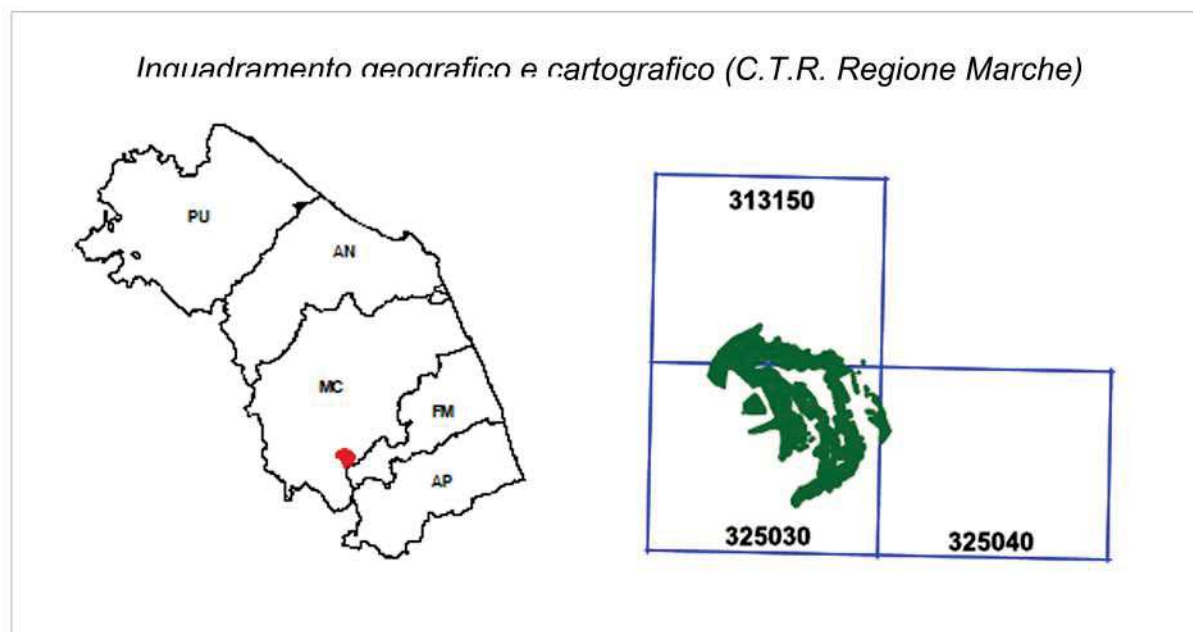 Inquadramento geografico e cartografico (C.T.R. Regione Marche)
PU
AN
MC
FM
AP
313150
325030
325040